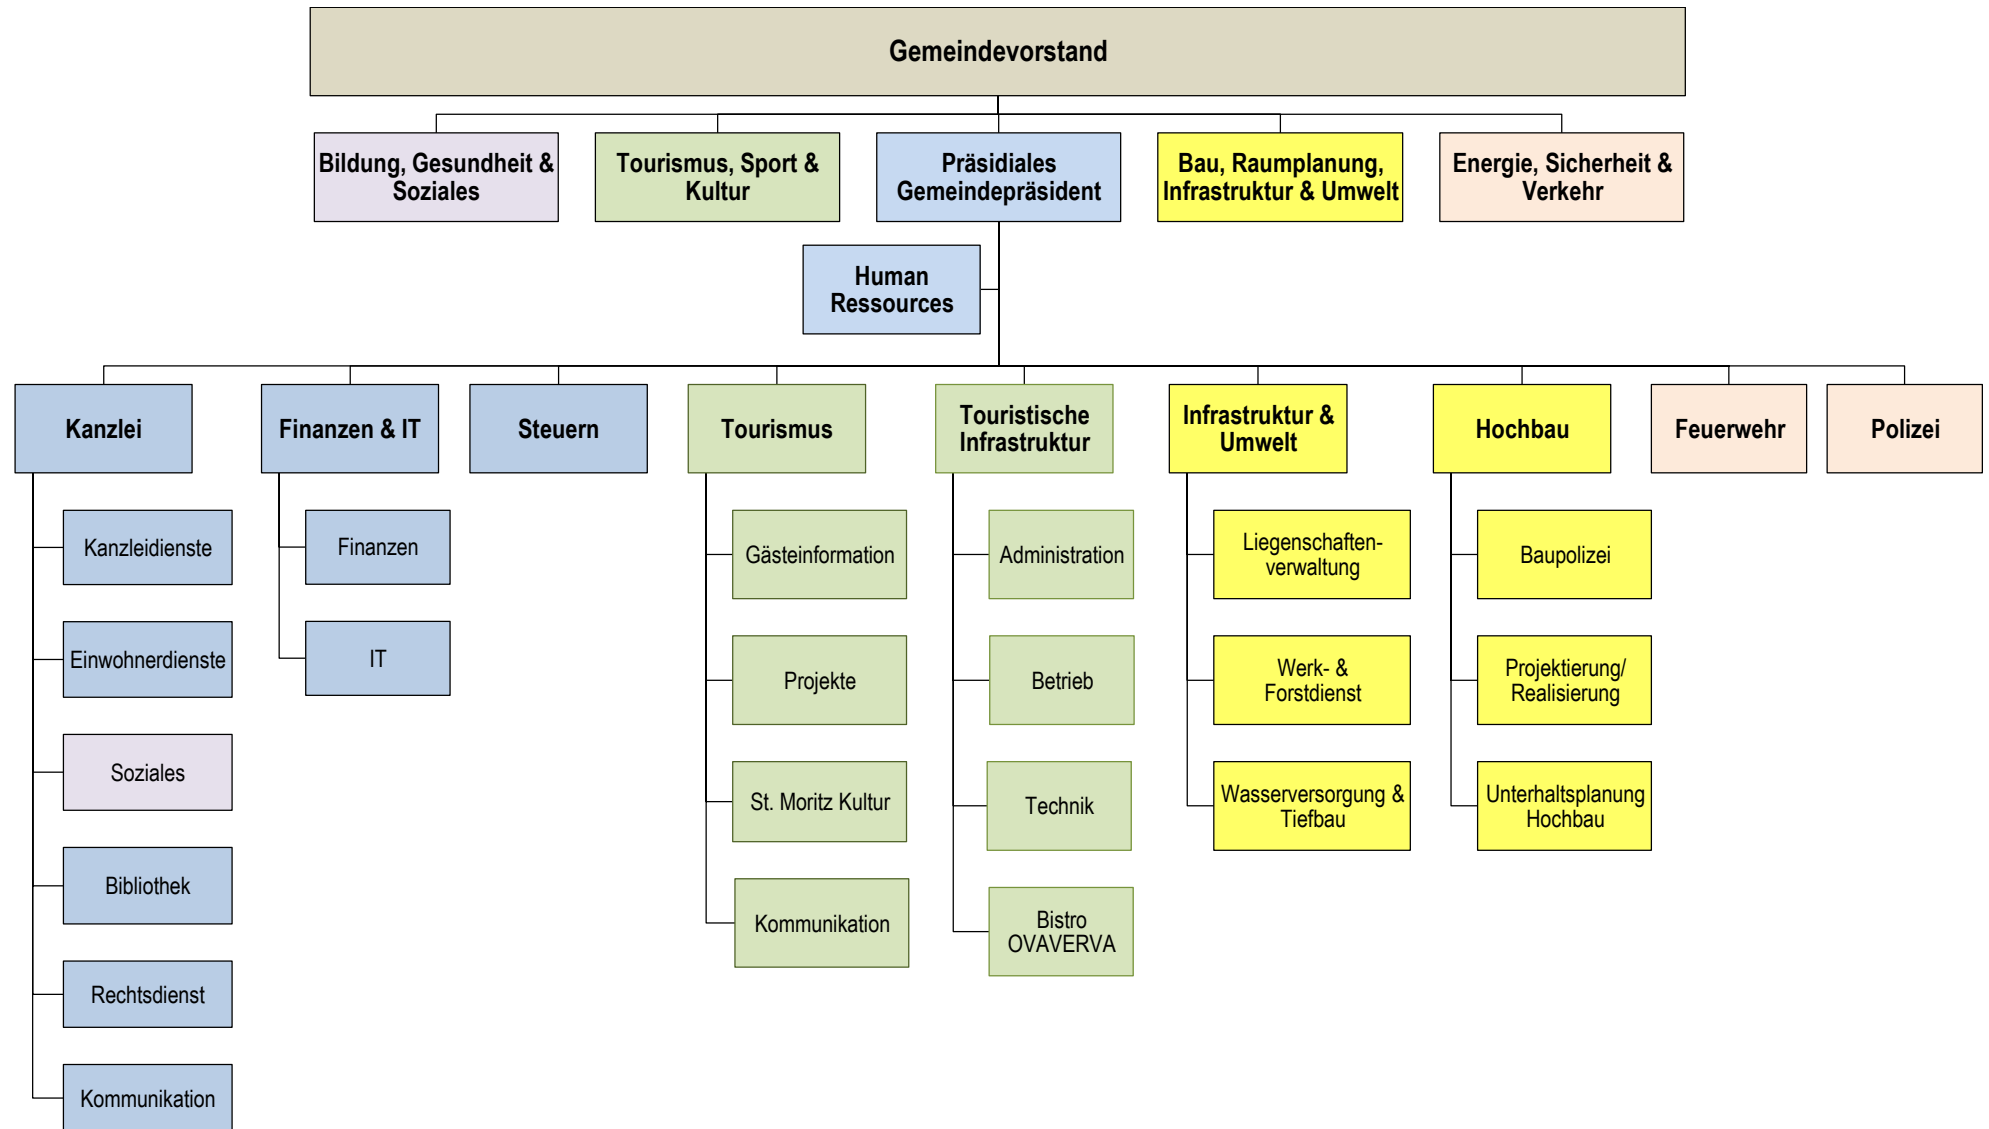 Gemeindevorstand
Bildung, Gesundheit &
Soziales
Tourismus, Sport &
Kultur
Präsidiales
Gemeindepräsident
Bau, Raumplanung,
Infrastruktur & Umwelt
Energie, Sicherheit &
Verkehr
Human
Ressources
Kanzlei
Finanzen & IT
Steuern
Tourismus
Touristische
Infrastruktur
Infrastruktur &
Umwelt
Hochbau
Feuerwehr
Polizei
Kanzleidienste
Einwohnerdienste
Soziales
Bibliothek
Rechtsdienst
Kommunikation
Finanzen
IT
Gästeinformation
Projekte
St. Moritz Kultur
Kommunikation
Administration
Betrieb
Technik
Bistro
OVAVERVA
Liegenschaften-
verwaltung
Werk- &
Forstdienst
Wasserversorgung &
Tiefbau
Baupolizei
Projektierung/
Realisierung
Unterhaltsplanung
Hochbau